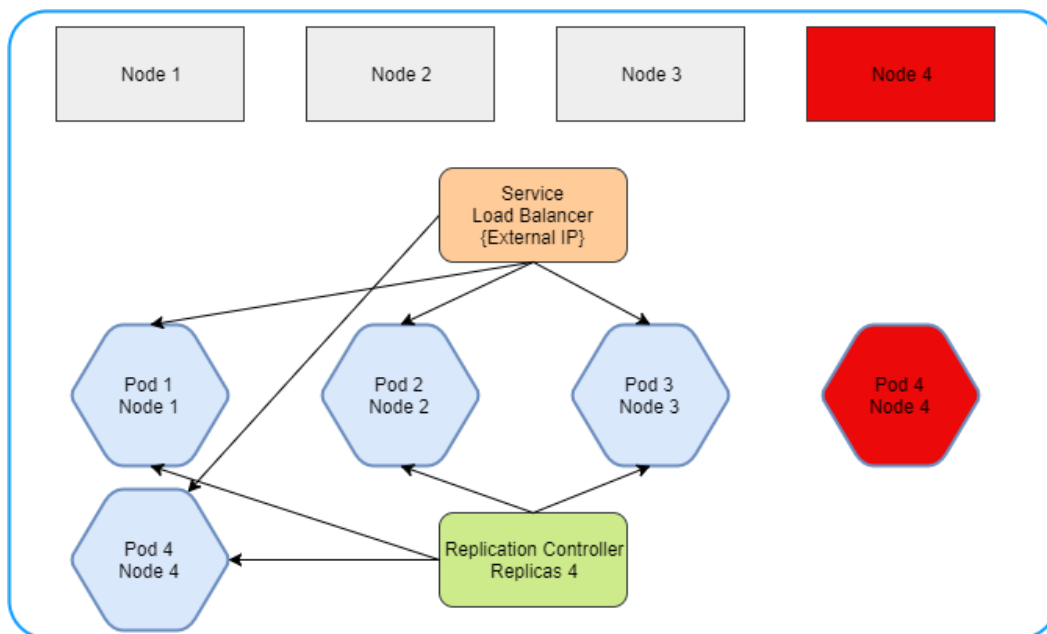 Node 1
Node 2
Node 3
Node 4
Service
Load Balancer
{External IP}
Pod 1
Node 1
Pod 2
Node 2
Pod 3
Node 3
Pod 4
Node 4
Pod 4
Node 4
Replication Controller
Replicas 4